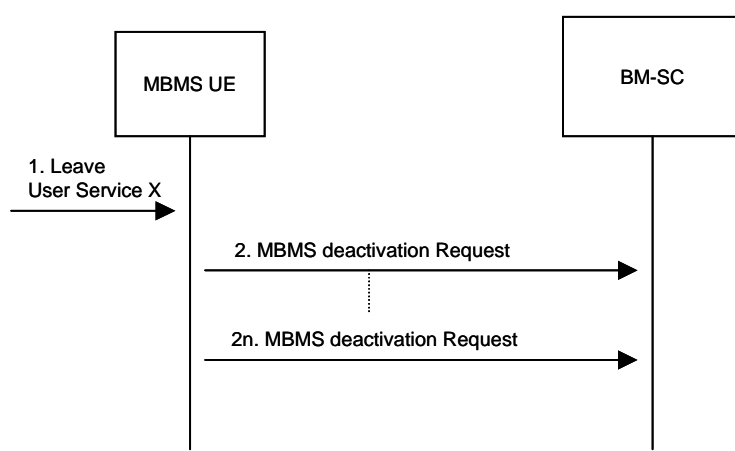 MBMS UE
BM-SC
1. Leave
User Service X
2. MBMS deactivation Request
2n. MBMS deactivation Request